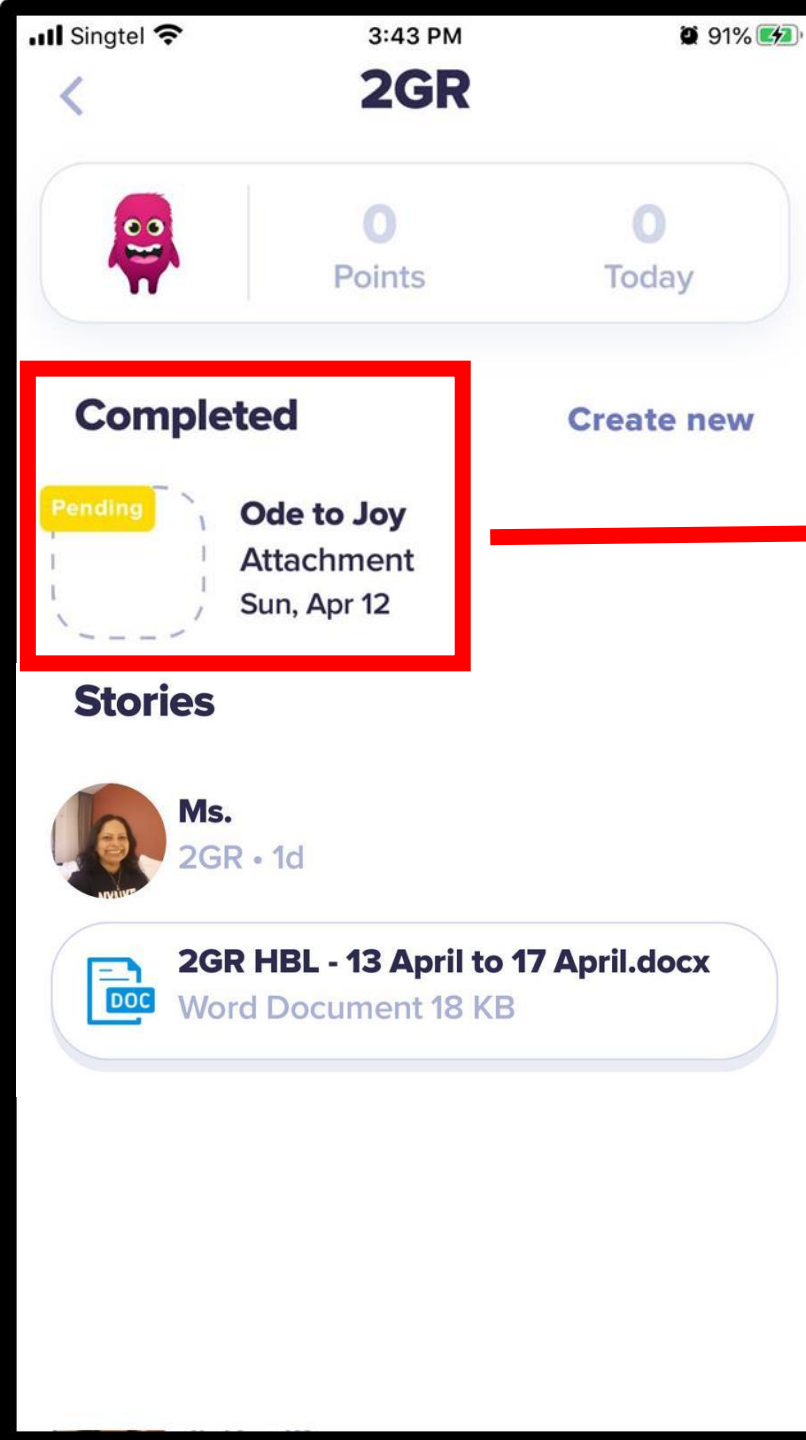 Singtel 3:43 PM 91%
2GR
0 0
Points Today
Completed Create new
Pending
Ode to Joy
Attachment
Sun, Apr 12
Stories
Ms.
2GR • 1d
2GR HBL - 13 April to 17 April.docx
DOC
Word Document 18 KB